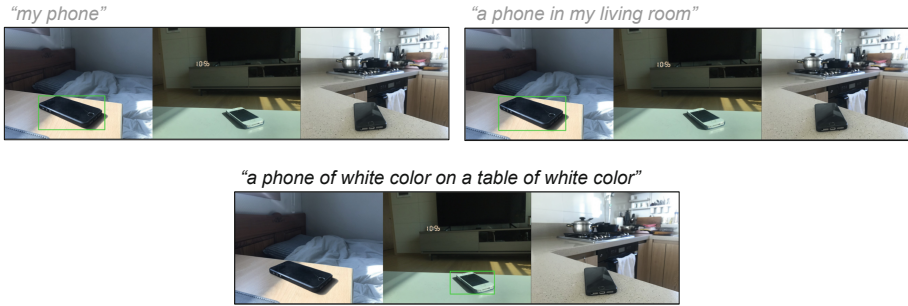 “my phone”
“a phone in my living room”
“a phone of white color on a table of white color”